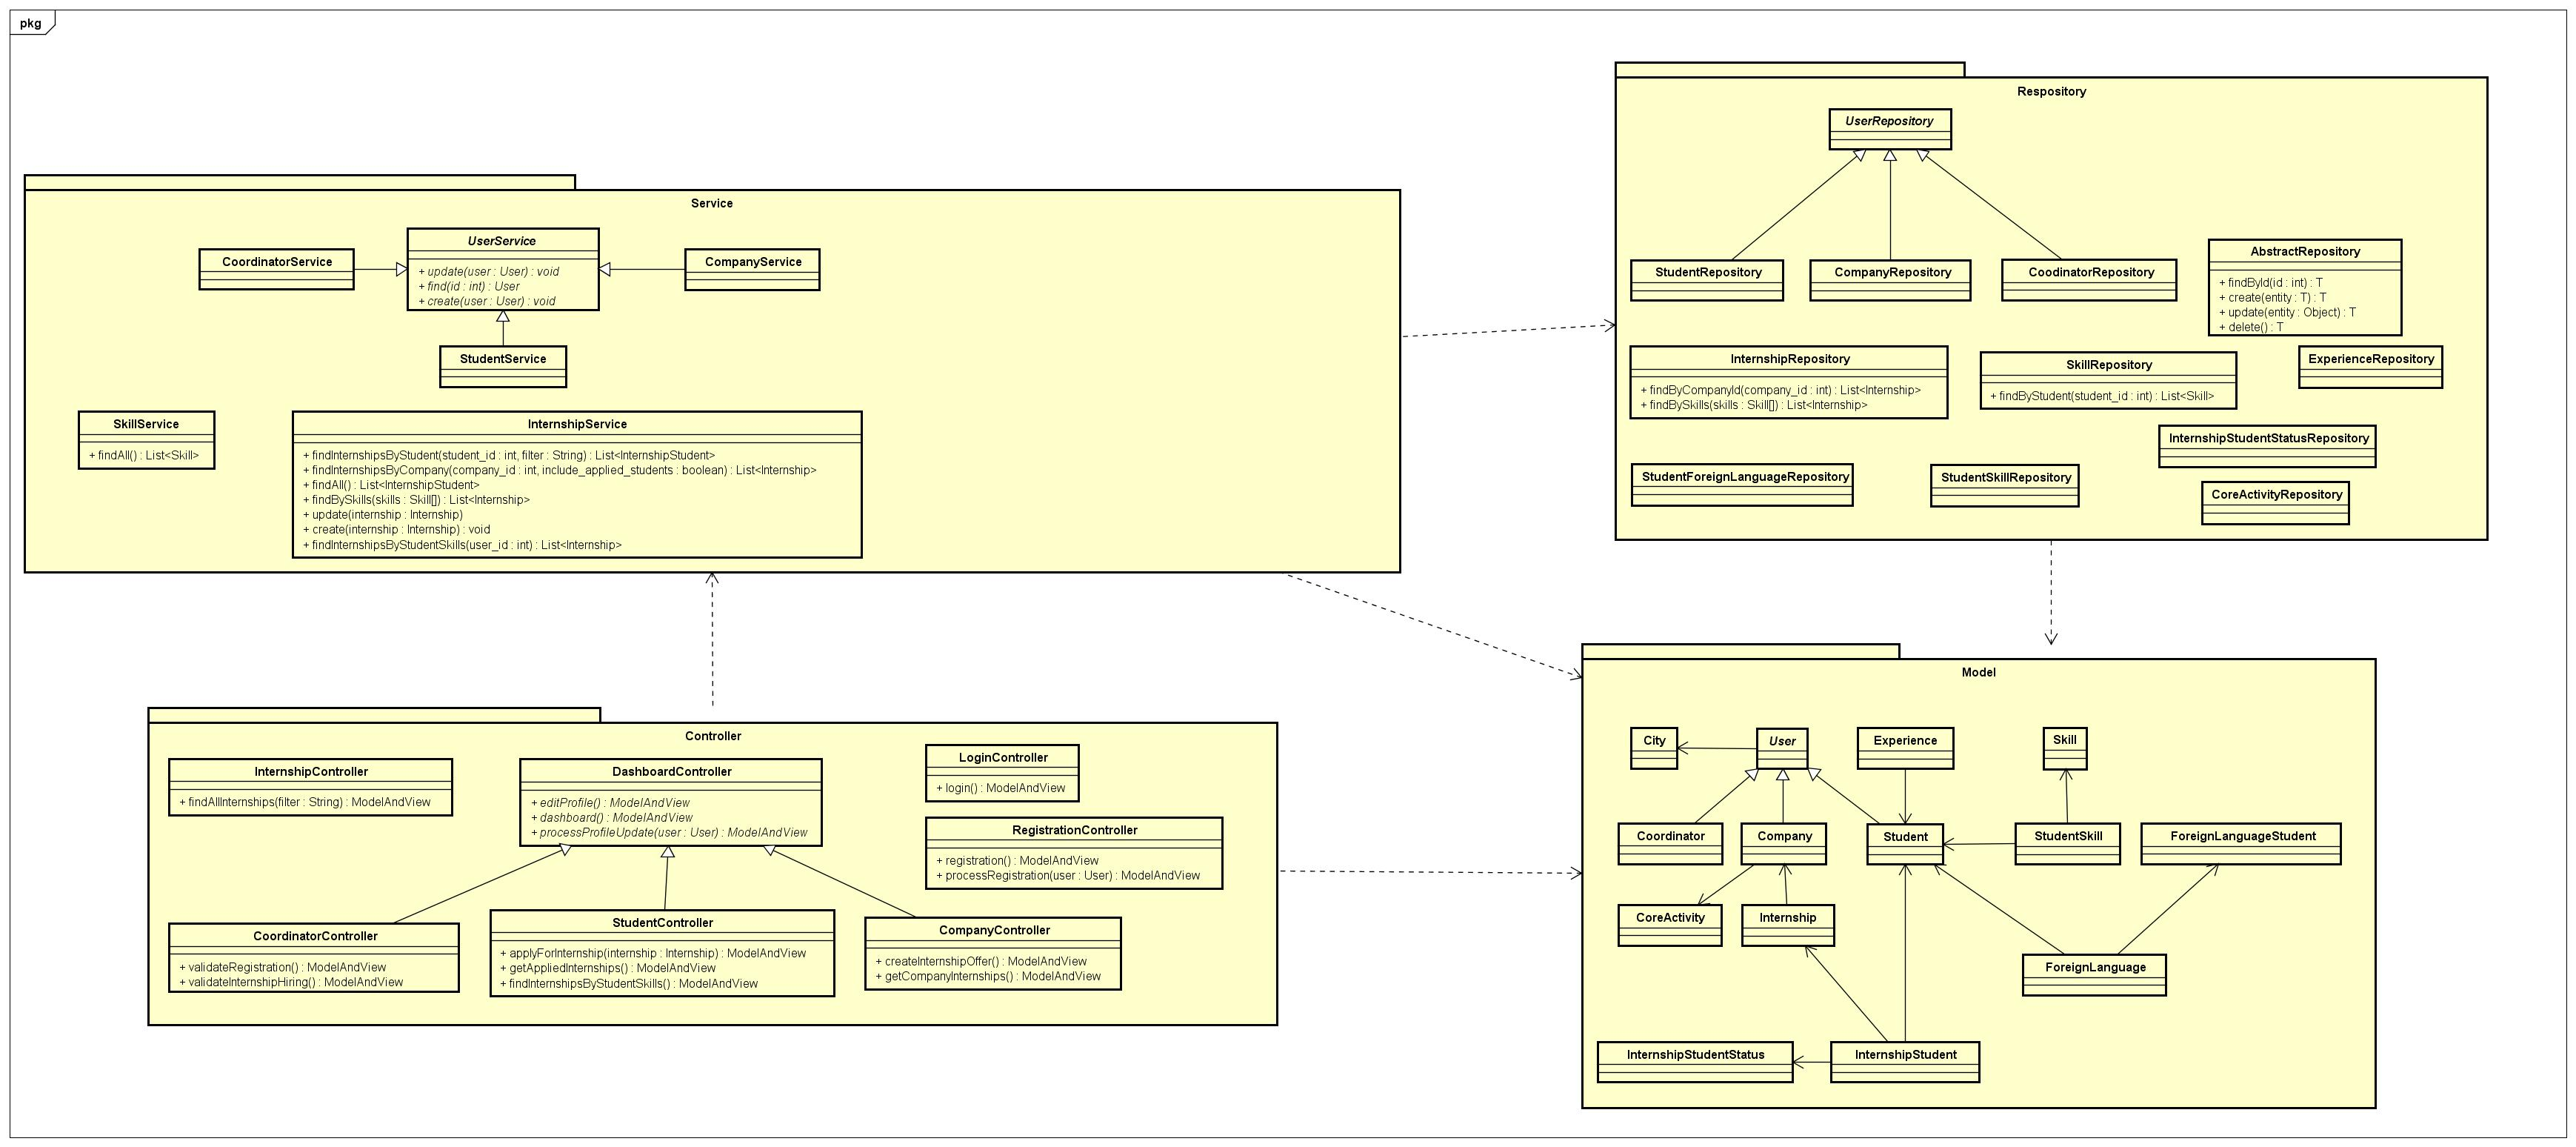 pkg
Service
UserService
+ update(user : User) : void
+ find(id : int) : User
+ create(user : User) : void
CoordinatorService
CompanyService
StudentService
SkillService
+ findAll() : List<Skill>
InternshipService
+ findInternshipsByStudent(student_id : int, filter : String) : List<InternshipStudent>
+ findInternshipsByCompany(company_id : int, include_applied_students : boolean) : List<Internship>
+ findAll() : List<InternshipStudent>
+ findBySkills(skills : Skill[]) : List<Internship>
+ update(internship : Internship)
+ create(internship : Internship) : void
+ findInternshipsByStudentSkills(user_id : int) : List<Internship>
Respository
UserRepository
StudentRepository
CompanyRepository
CoodinatorRepository
AbstractRepository
+ findById(id : int) : T
+ create(entity : T) : T
+ update(entity : Object) : T
+ delete() : T
InternshipRepository
+ findByCompanyId(company_id : int) : List<Internship>
+ findBySkills(skills : Skill[]) : List<Internship>
SkillRepository
+ findByStudent(student_id : int) : List<Skill>
ExperienceRepository
InternshipStudentStatusRepository
StudentForeignLanguageRepository
StudentSkillRepository
CoreActivityRepository
Controller
InternshipController
+ findAllInternships(filter : String) : ModelAndView
DashboardController
+ editProfile() : ModelAndView
+ dashboard() : ModelAndView
+ processProfileUpdate(user : User) : ModelAndView
LoginController
+ login() : ModelAndView
RegistrationController
+ registration() : ModelAndView
+ processRegistration(user : User) : ModelAndView
CoordinatorController
+ validateRegistration() : ModelAndView
+ validateInternshipHiring() : ModelAndView
StudentController
+ applyForInternship(internship : Internship) : ModelAndView
+ getAppliedInternships() : ModelAndView
+ findInternshipsByStudentSkills() : ModelAndView
CompanyController
+ createInternshipOffer() : ModelAndView
+ getCompanyInternships() : ModelAndView
Model
City
User
Experience
Skill
Coordinator
Company
Student
StudentSkill
ForeignLanguageStudent
CoreActivity
Internship
ForeignLanguage
InternshipStudentStatus
InternshipStudent